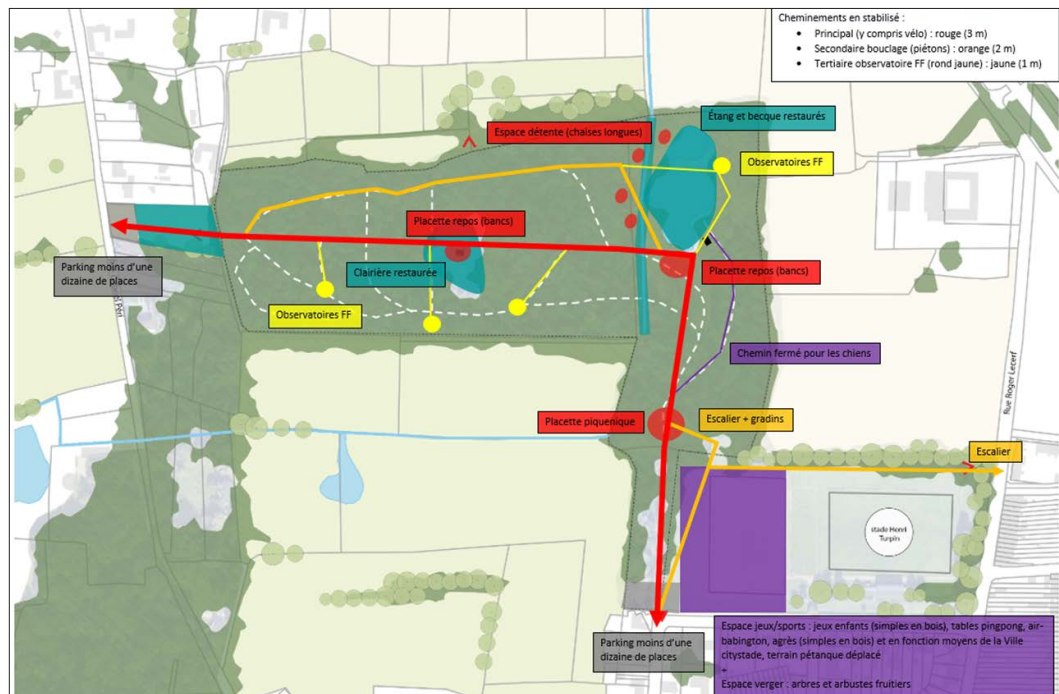 Cheminements en stabilisé :
• Principal (y compris vélo) : rouge (3 m)
• Secondaire bouclage (piétons) : orange (2 m)
• Tertiaire observatoire FF (rond jaune) : jaune (1 m)
Espace détente (chaises longues)
Étang et becque restaurés
Observatoires FF
Placette repos (bancs)
Clairière restaurée
Parking moins d'une
dizaine de places
Observatoires FF
Placette repos (bancs)
Chemin fermé pour les chiens
Rue Roger Lecerf
Placette piquenique
Escalier + gradins
Escalier
stade Henri
Turpin
Parking moins d'une
dizaine de places
Espace jeux/sports : jeux enfants (simples en bois), tables pingpong, air-
babington, agrès (simples en bois) et en fonction moyens de la Ville
citystade, terrain pétanque déplacé
+
Espace verger : arbres et arbustes fruitiers